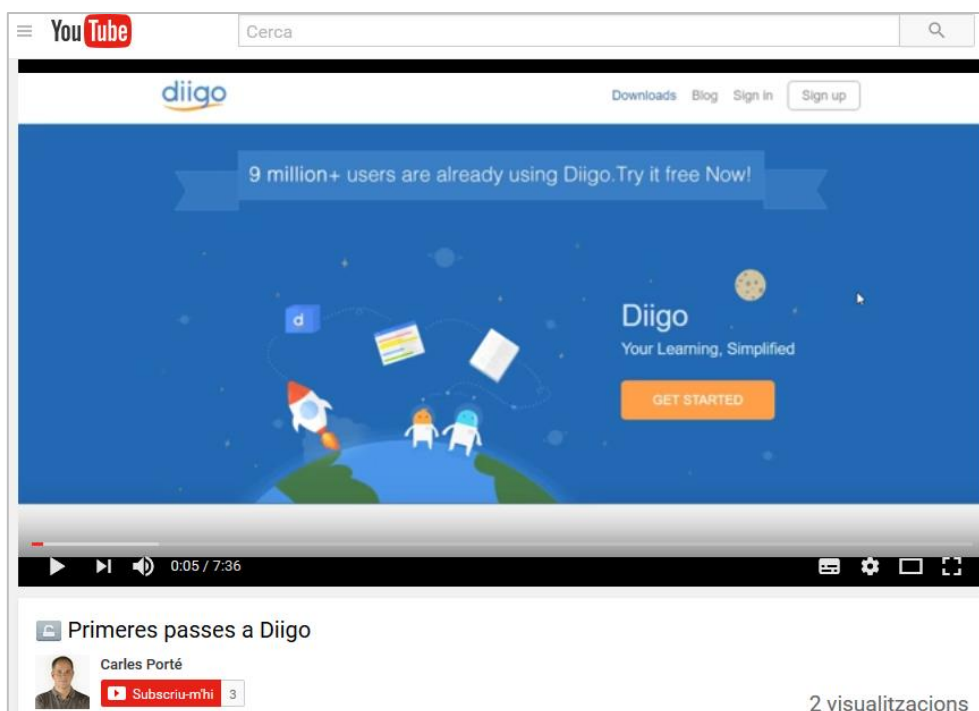 YouTube
Cerca
diigo
Downloads Blog Sign in Sign up
9 million+ users are already using Diigo.Try it free Now!
d
Diigo
Your Learning, Simplified
GET STARTED
0:05 / 7:36
Primeres passes a Diigo
Carles Porté
Subscriu-m'hi 3
2 visualitzacions